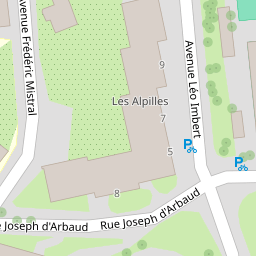 Avenue Frédéric Mistral
9
Les Alpilles
7
Avenue Léo Imbert
P
5
P
8
Rue Joseph d'Arbaud
Rue Joseph d'Arbaud